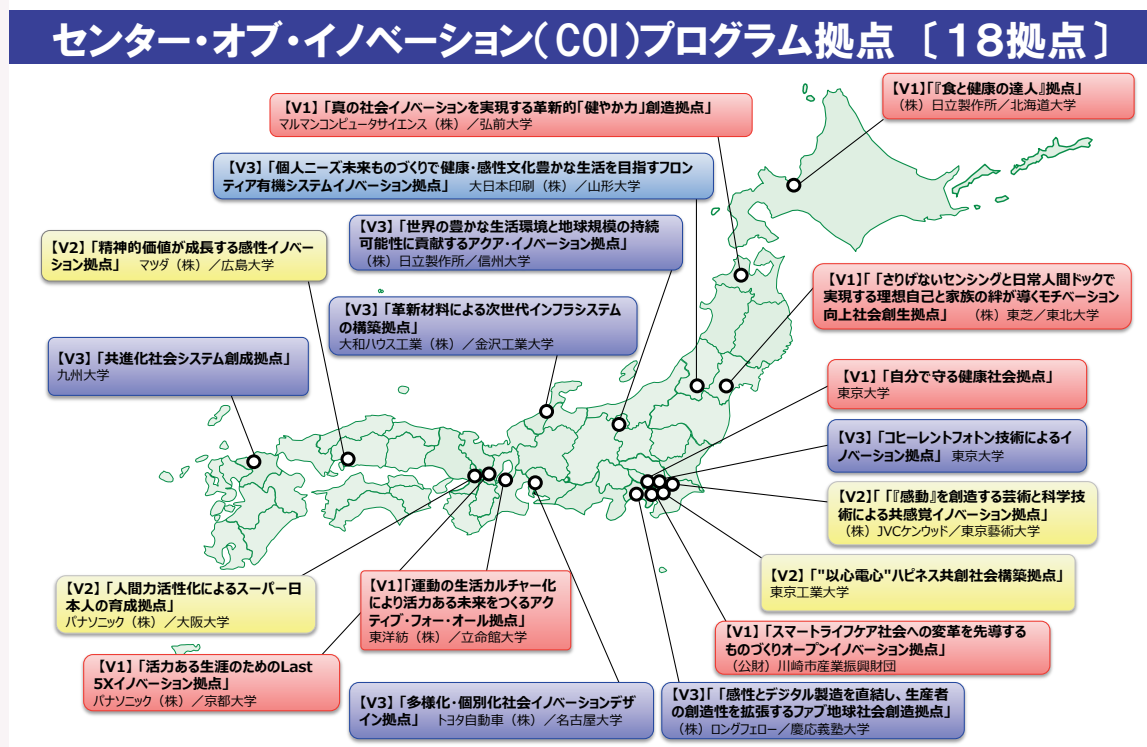 センター・オブ・イノベーション(COI)プログラム拠点 〔18拠点〕
【V1】「『食と健康の達人』拠点」
(株)日立製作所/北海道大学
【V1】「真の社会イノベーションを実現する革新的「健やか力」創造拠点」
マルマンコンピュータサイエンス(株)/弘前大学
【V3】「個人ニーズ未来ものづくりで健康・感性文化豊かな生活を目指すフロン
ティア有機システムイノベーション拠点」 大日本印刷(株)/山形大学
【V3】「世界の豊かな生活環境と地球規模の持続
可能性に貢献するアクア・イノベーション拠点」
(株)日立製作所/信州大学
【V2】「精神的価値が成長する感性イノベー
ション拠点」 マツダ(株)/広島大学
【V1】「「さりげないセンシングと日常人間ドックで
実現する理想自己と家族の絆が導くモチベーション
向上社会創生拠点」 (株)東芝/東北大学
【V3】「革新材料による次世代インフラシステム
の構築拠点」
大和ハウス工業(株)/金沢工業大学
【V3】「共進化社会システム創成拠点」
九州大学
【V1】「自分で守る健康社会拠点」
東京大学
【V3】「コヒーレントフォトン技術によるイ
ノベーション拠点」 東京大学
【V2】「「『感動』を創造する芸術と科学技
術による共感覚イノベーション拠点」
(株)JVCケンウッド/東京藝術大学
【V2】「"以心電心"ハピネス共創社会構築拠点」
東京工業大学
【V2】「人間力活性化によるスーパー日
本人の育成拠点」
パナソニック(株)/大阪大学
【V1】「運動の生活カルチャー化
により活力ある未来をつくるアク
ティブ・フォー・オール拠点」
東洋紡(株)/立命館大学
【V1】「スマートライフケア社会への変革を先導する
ものづくりオープンイノベーション拠点」
(公財)川崎市産業振興財団
【V1】「活力ある生涯のためのLast
5Xイノベーション拠点」
パナソニック(株)/京都大学
【V3】「多様化・個別化社会イノベーションデザ
イン拠点」 トヨタ自動車(株)/名古屋大学
【V3】「「感性とデジタル製造を直結し、生産者
の創造性を拡張するファブ地球社会創造拠点」
(株)ロングフェロー/慶応義塾大学